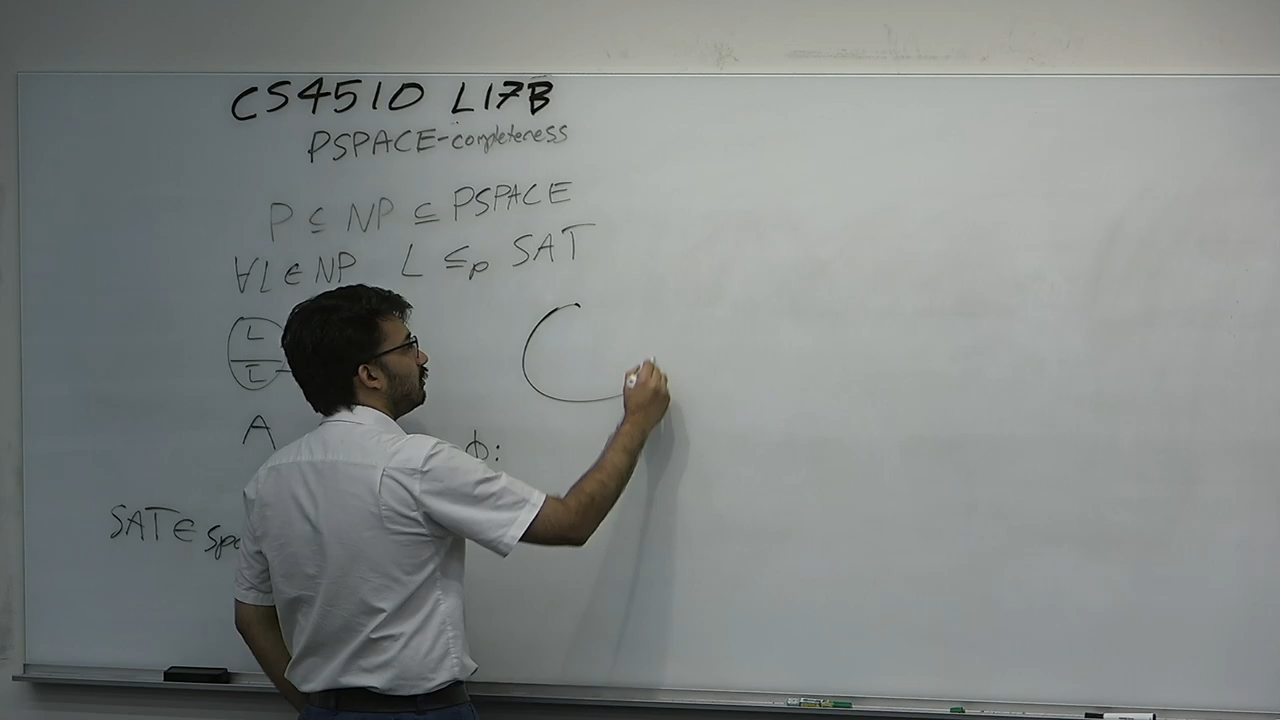 CS4510 L17B
PSPACE-completeness
P ⊆ NP ⊆ PSPACE
∀L∈NP L ≤p SAT
L
L̅
A ϕ:
SAT ∈